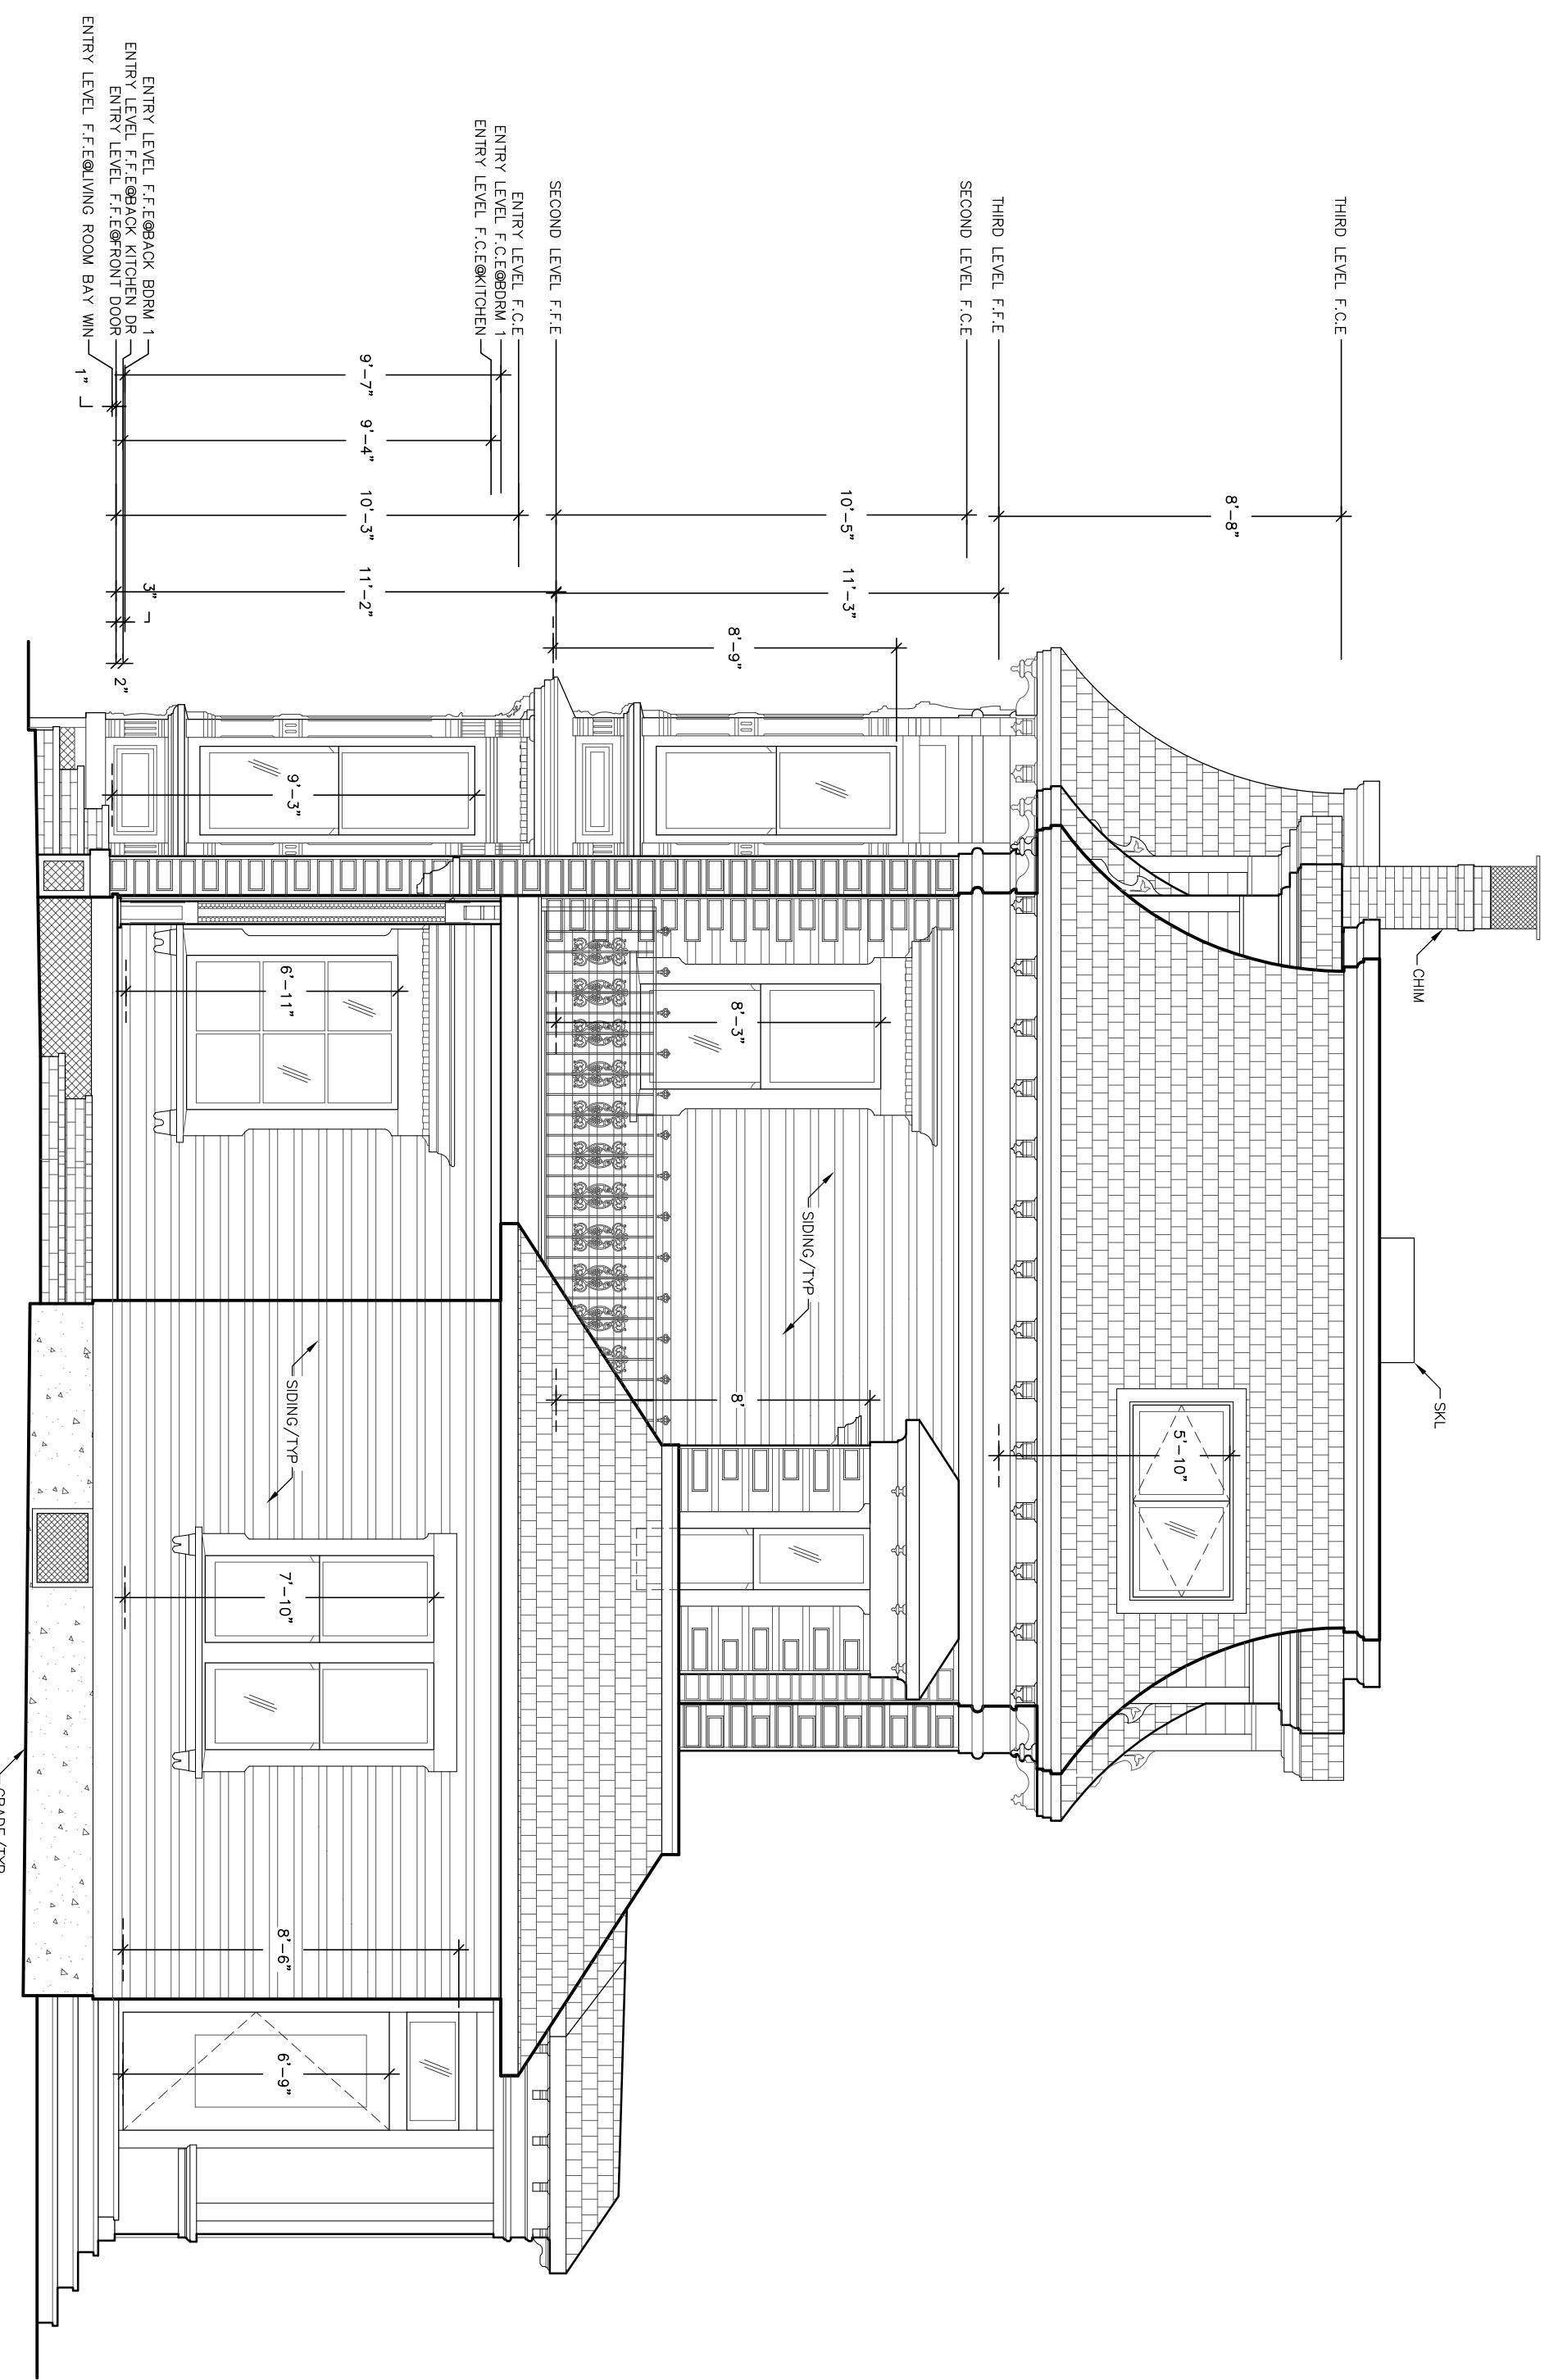 THIRD LEVEL F.C.E
THIRD LEVEL F.F.E
SECOND LEVEL F.C.E
SECOND LEVEL F.F.E
ENTRY LEVEL F.C.E
ENTRY LEVEL F.C.E@BDRM 1
ENTRY LEVEL F.C.E@KITCHEN
ENTRY LEVEL F.F.E@BACK BDRM 1
ENTRY LEVEL F.F.E@BACK KITCHEN DR
ENTRY LEVEL F.F.E@FRONT DOOR
ENTRY LEVEL F.F.E@LIVING ROOM BAY WIN
1"
9'-7"
9'-4"
10'-3"
11'-2"
3"
2"
8'-8"
10'-5"
11'-3"
8'-9"
9'-3"
6'-11"
8'-3"
CHIM
SKL
SIDING/TYP
8'
5'-10"
SIDING/TYP
7'-10"
8'-6"
6'-9"
GRADE/TYP